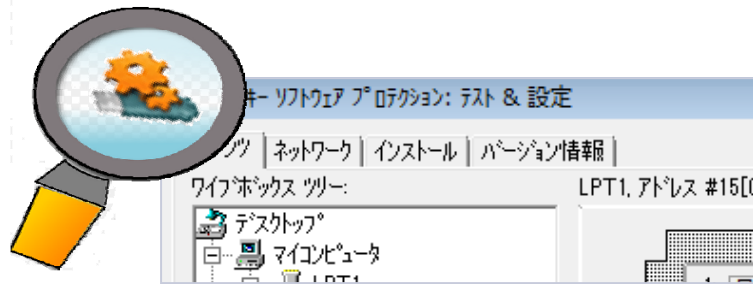 ｷｰ ｿﾌﾄｳｪｱ ﾌﾟﾛﾃｸｼｮﾝ: ﾃｽﾄ & 設定
ﾈｯﾄﾜｰｸ ｲﾝｽﾄｰﾙ ﾊﾞｰｼﾞｮﾝ情報
ﾜｲﾌﾞﾎﾞｯｸｽ ﾂﾘｰ: LPT1, ｱﾄﾞﾚｽ #15[0
ﾃﾞｽｸﾄｯﾌﾟ
ﾏｲｺﾝﾋﾟｭｰﾀ
LPT1